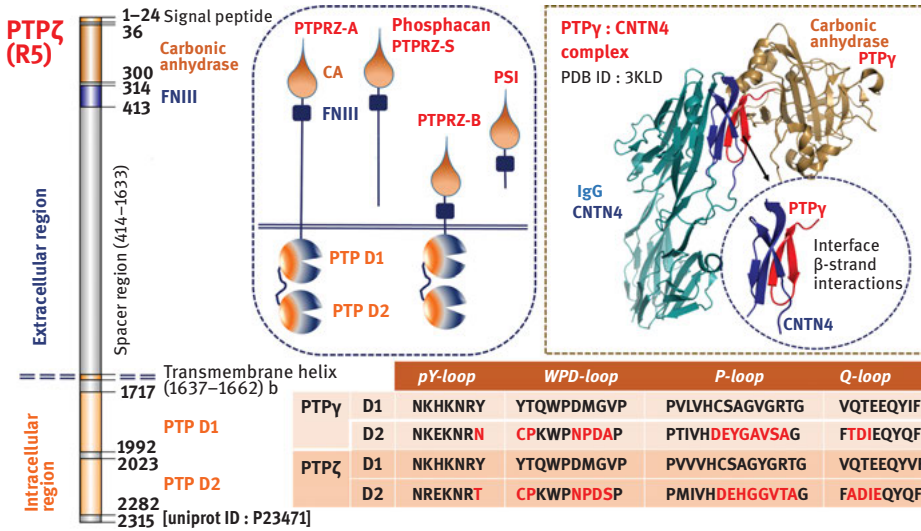 PTPζ
(R5)
1–24 Signal peptide
36
Carbonic
anhydrase
300
314
FNIII
413
Extracellular region
Spacer region (414–1633)
Transmembrane helix
(1637–1662) b
1717
PTP D1
1992
2023
PTP D2
2282
2315 [uniprot ID : P23471]
Intracellular
region
PTPRZ-A
Phosphacan
PTPRZ-S
CA
FNIII
PTPRZ-B
PSI
PTP D1
PTP D2
PTPγ : CNTN4
complex
PDB ID : 3KLD
Carbonic
anhydrase
PTPγ
IgG
CNTN4
PTPγ
Interface
β-strand
interactions
CNTN4
pY-loop WPD-loop P-loop Q-loop
PTPγ D1 NKHKNRY YTQWPDMGVP PVLVHCSAGVGRTG VQTEEQYIF
D2 NKEKNRN CPKWPNPDAP PTIVHDEYGAVSAG FTDIEQYQF
PTPζ D1 NKHKNRY YTQWPDMGVP PVVVHCSAGYGRTG VQTEEQYVF
D2 NREKNRT CPKWPNPDSP PMIVHDEHGGVTAG FADIEQYQF